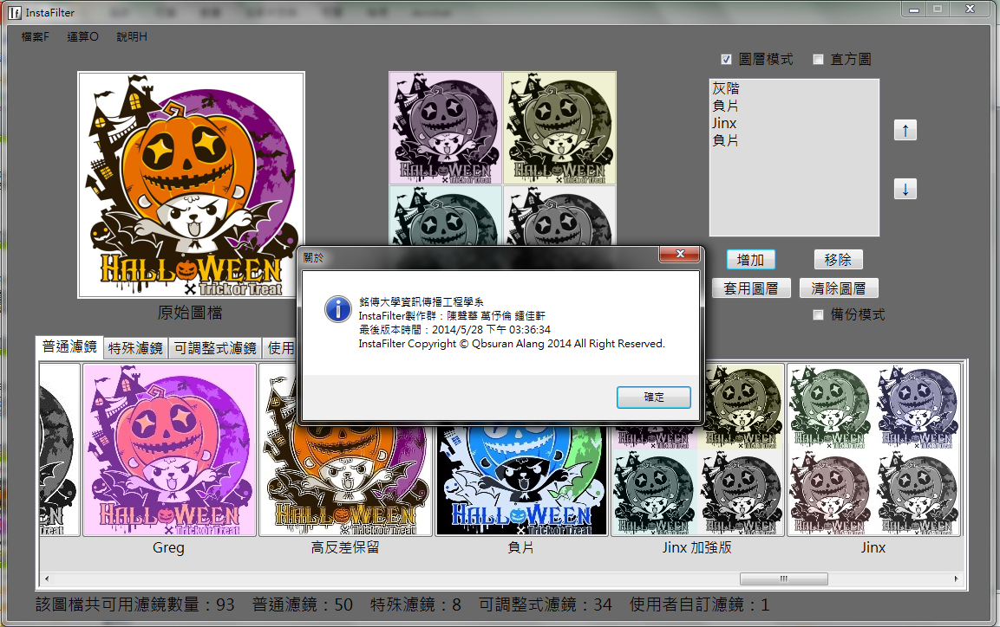 InstaFilter
檔案F 運算O 說明H
圖層模式 直方圖
灰階
負片
Jinx
負片
↑
↓
增加 移除
套用圖層 清除圖層
備份模式
HALLOWEEN
Trick or Treat
原始圖檔
關於
銘傳大學資訊傳播工程學系
InstaFilter製作群：陳聲華 萬伃倫 鍾佳軒
最後版本時間：2014/5/28 下午 03:36:34
InstaFilter Copyright © Qbsuran Alang 2014 All Right Reserved.
確定
普通濾鏡 特殊濾鏡 可調整式濾鏡 使用
HALLOWEEN
Trick or Treat
Greg
高反差保留
負片
Jinx 加強版
Jinx
該圖檔共可用濾鏡數量：93 普通濾鏡：50 特殊濾鏡：8 可調整式濾鏡：34 使用者自訂濾鏡：1